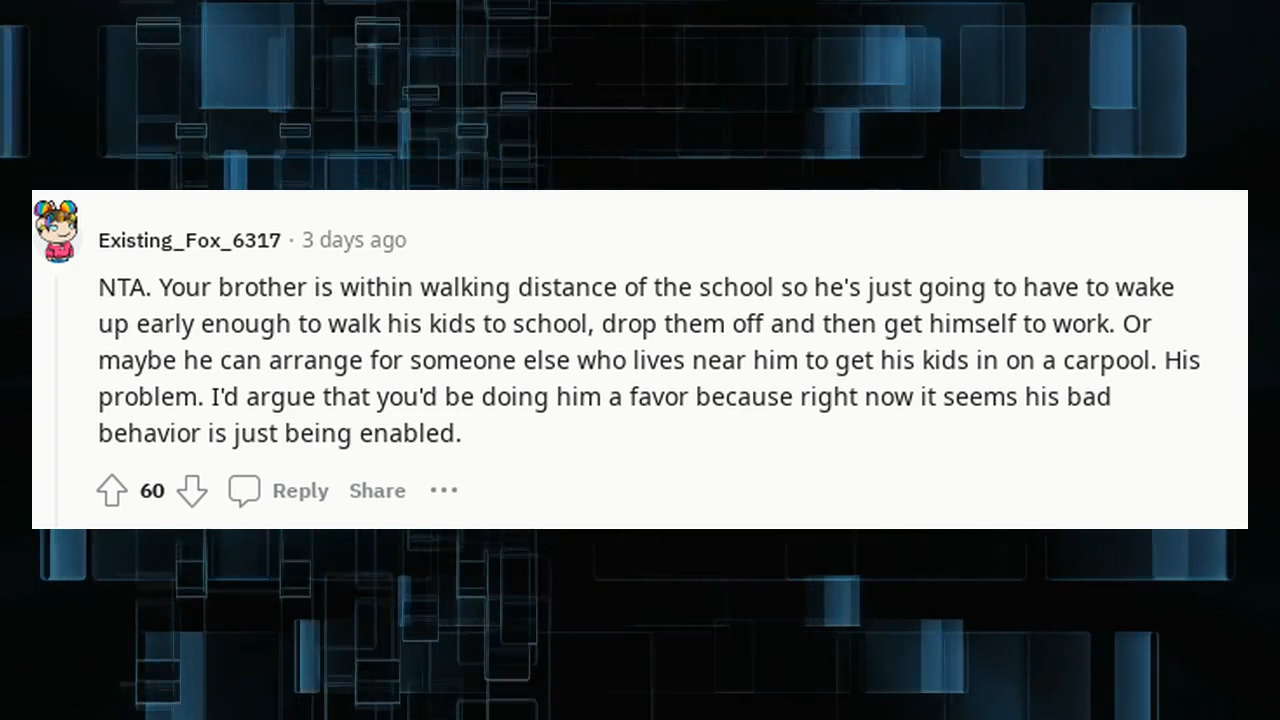 Existing_Fox_6317 · 3 days ago
NTA. Your brother is within walking distance of the school so he's just going to have to wake
up early enough to walk his kids to school, drop them off and then get himself to work. Or
maybe he can arrange for someone else who lives near him to get his kids in on a carpool. His
problem. I'd argue that you'd be doing him a favor because right now it seems his bad
behavior is just being enabled.
60 Reply Share ···